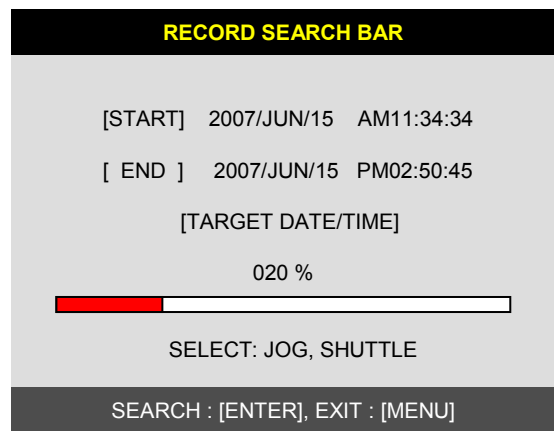 RECORD SEARCH BAR
[START] 2007/JUN/15 AM11:34:34
[ END ] 2007/JUN/15 PM02:50:45
[TARGET DATE/TIME]
020 %
SELECT: JOG, SHUTTLE
SEARCH : [ENTER], EXIT : [MENU]